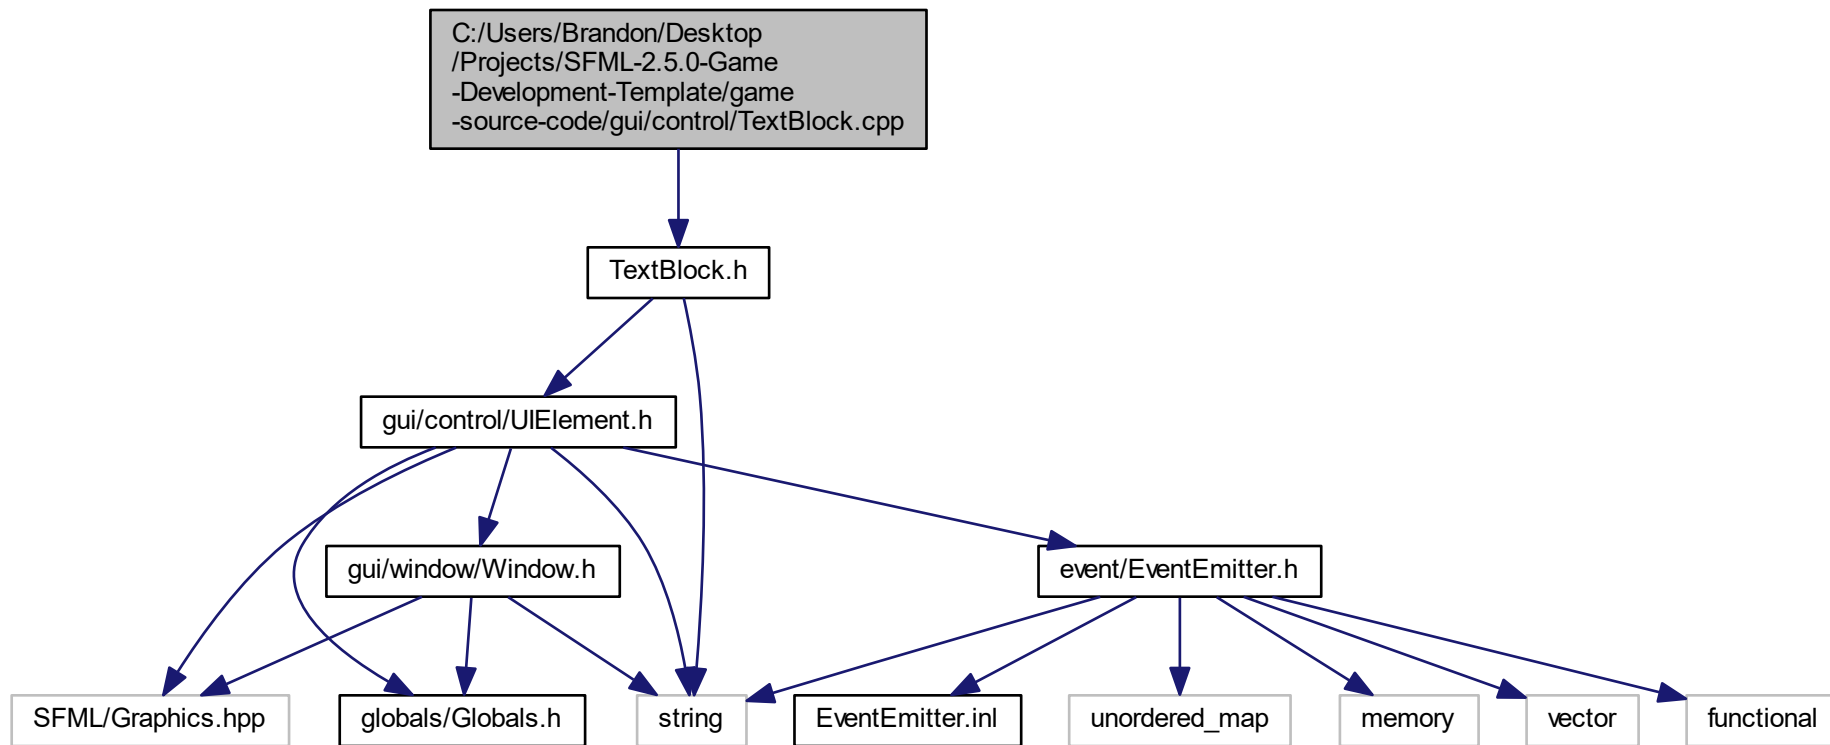 C:/Users/Brandon/Desktop
/Projects/SFML-2.5.0-Game
-Development-Template/game
-source-code/gui/control/TextBlock.cpp
TextBlock.h
gui/control/UIElement.h
gui/window/Window.h
event/EventEmitter.h
SFML/Graphics.hpp
globals/Globals.h
string
EventEmitter.inl
unordered_map
memory
vector
functional